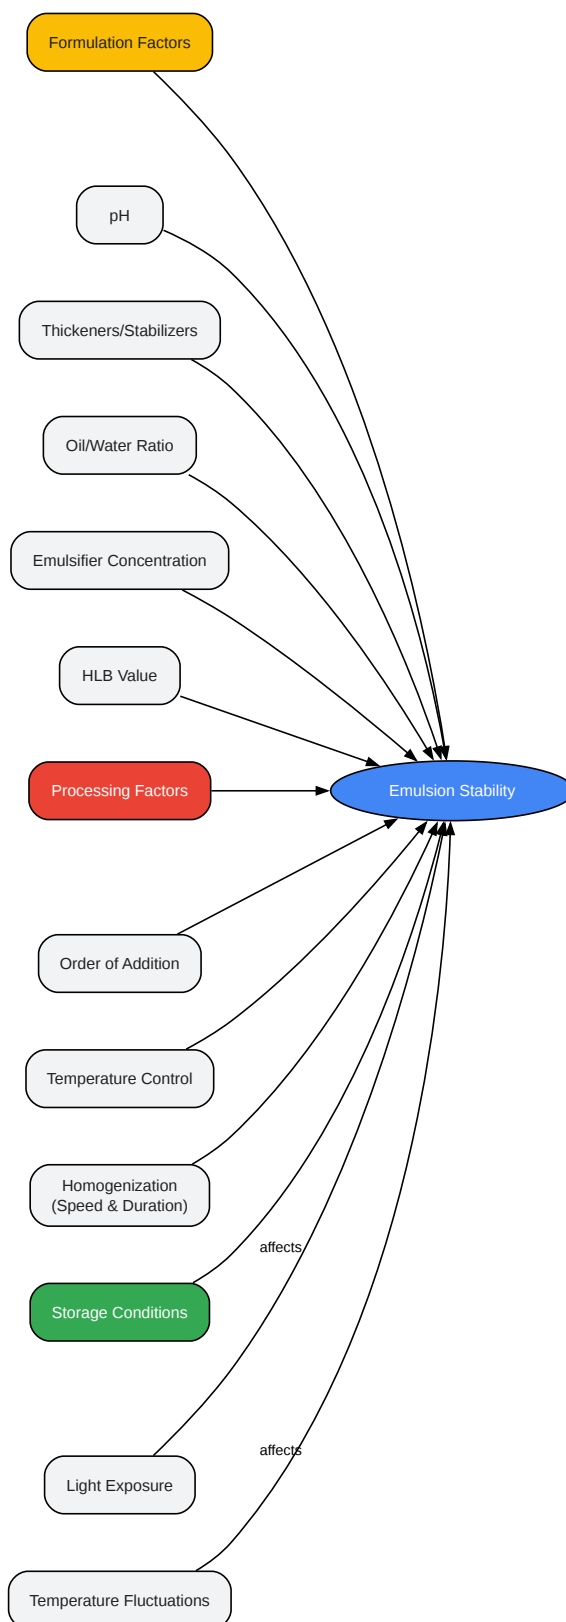 Formulation Factors
pH
Thickeners/Stabilizers
Oil/Water Ratio
Emulsifier Concentration
HLB Value
Processing Factors
Emulsion Stability
Order of Addition
Temperature Control
Homogenization
(Speed & Duration)
affects
Storage Conditions
affects
Light Exposure
Temperature Fluctuations